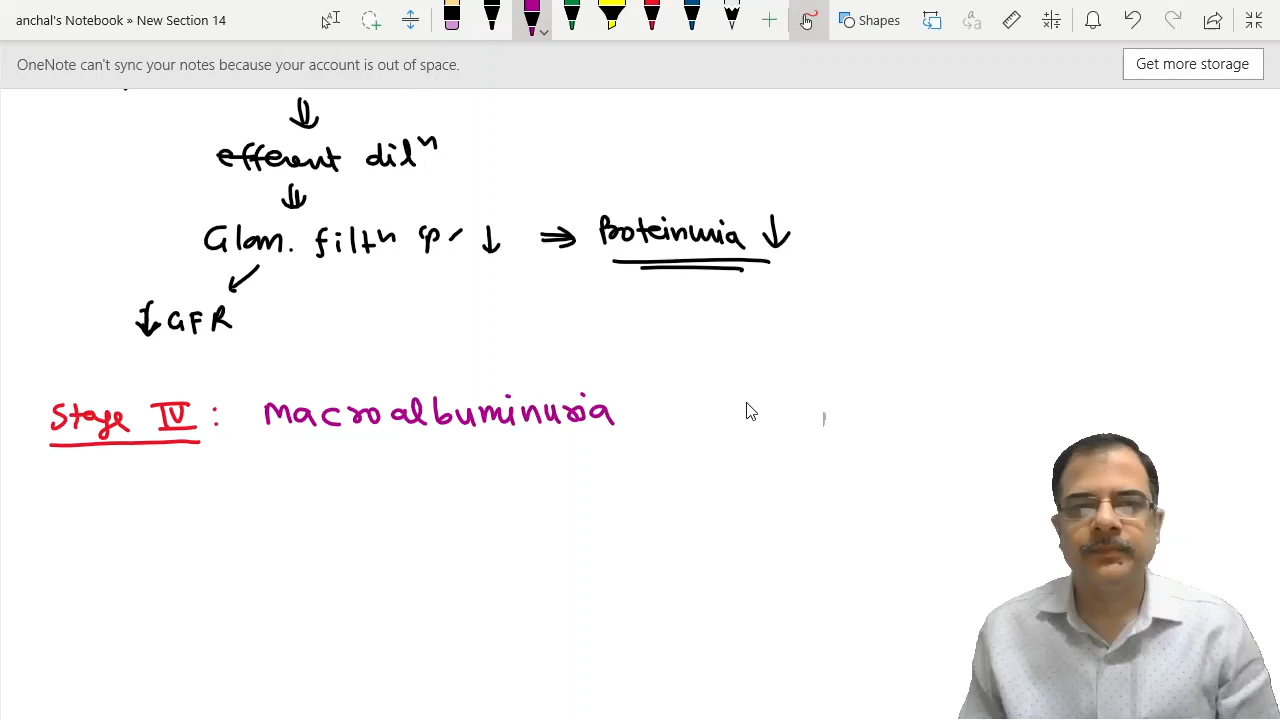 anchal's Notebook » New Section 14
Shapes
OneNote can't sync your notes because your account is out of space.
Get more storage
⇓
efferent dilⁿ
⇓
Glom. filtⁿ pr ↓ ⇒ Proteinuria ↓
↓ GFR
Stage IV : Macroalbuminuria